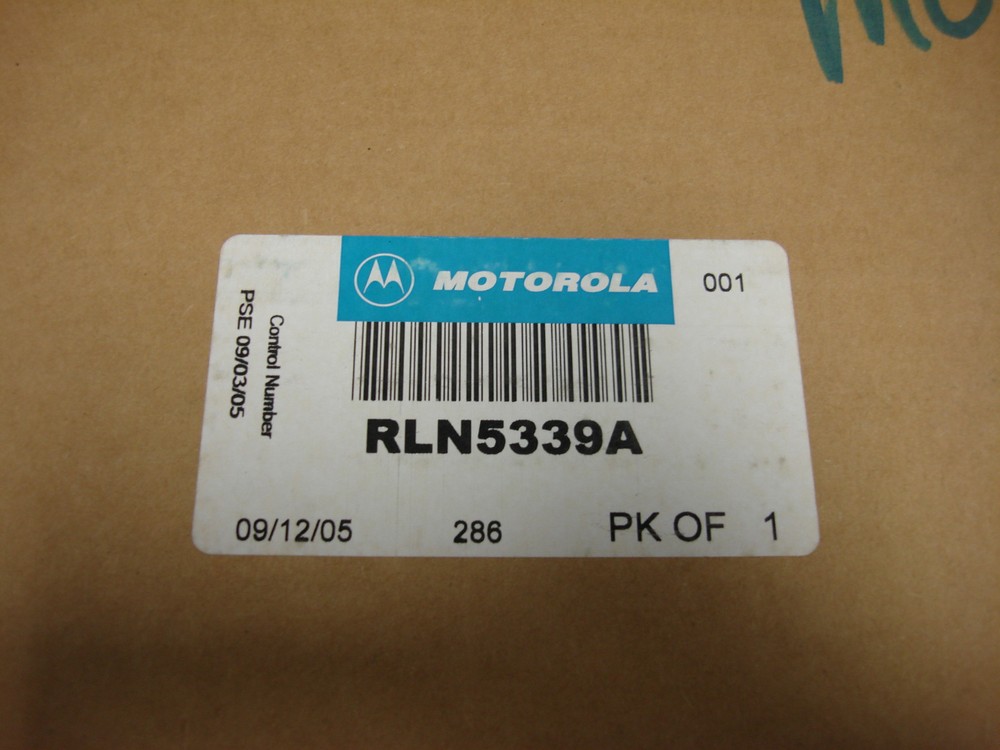 MOTOROLA
001
Control Number
PSE 09/03/05
RLN5339A
09/12/05 286 PK OF 1